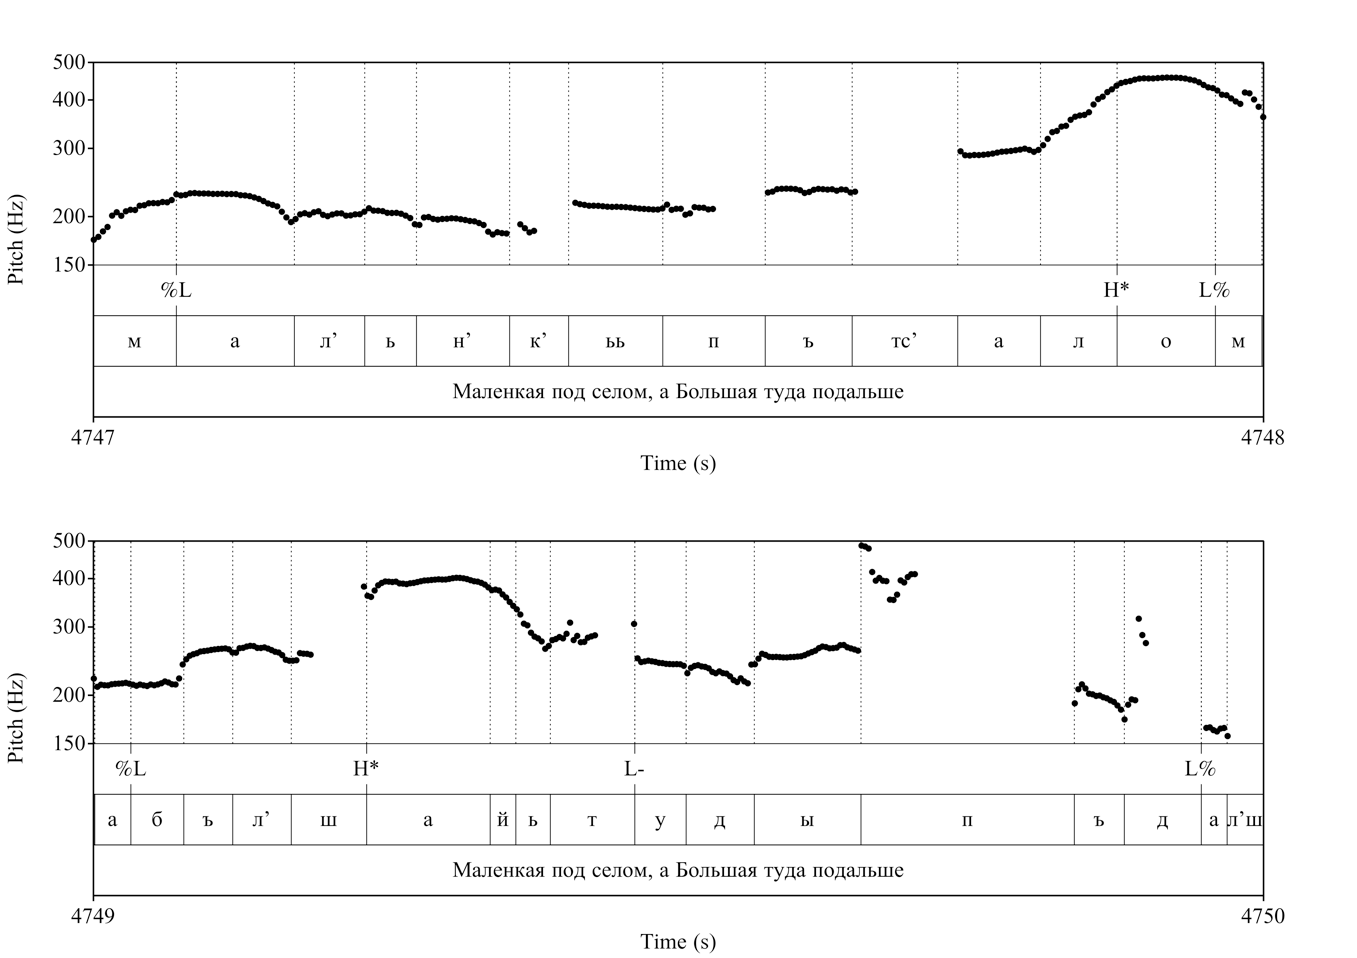 500
400
300
200
150
Pitch (Hz)
%L H* L%
м а л’ ь н’ к’ ьь п ъ тс’ а л о м
Маленкая под селом, а Большая туда подальше
4747 4748
Time (s)
500
400
300
200
150
Pitch (Hz)
%L H* L- L%
а б ъ л’ ш а й ь т у д ы п ъ д а л’ш
Маленкая под селом, а Большая туда подальше
4749 4750
Time (s)